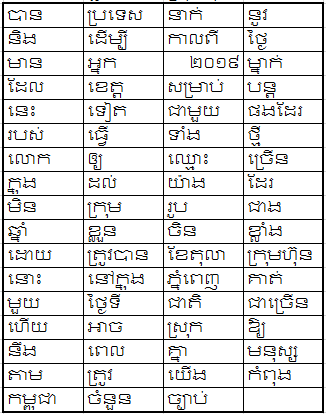 បាន ប្រទេស នាក់ នូវ
និង ដើម្បី កាលពី ថ្ងៃ
មាន អ្នក ២០១៩ ម្នាក់
ដែល ខេត្ត សម្រាប់ បន្ត
នេះ ទៀត ជាមួយ ផងដែរ
របស់ ធ្វើ ទាំង ថ្មី
លោក ឲ្យ ឈ្មោះ ច្រើន
ក្នុង ដល់ យ៉ាង ដែរ
មិន ក្រុម រូប ជាង
ឆ្នាំ ខ្លួន ចិន ខ្លាំង
ដោយ ត្រូវបាន ខែតុលា ក្រុមហ៊ុន
នោះ នៅក្នុង ភ្នំពេញ គាត់
មួយ ថ្ងៃទី ជាតិ ជាច្រើន
ហើយ អាច ស្រុក ឱ្យ
នឹង ពេល គ្នា មនុស្ស
តាម ត្រូវ យើង កំពុង
កម្ពុជា ចំនួន ច្បាប់